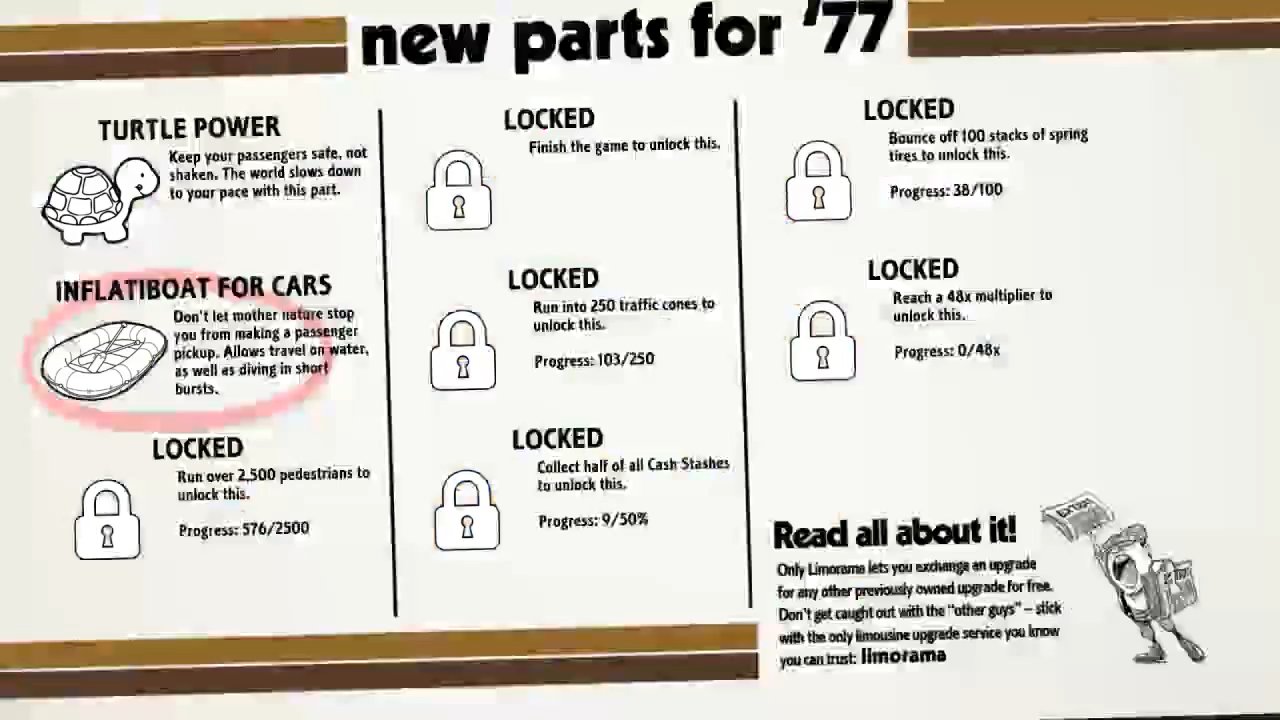 new parts for '77
TURTLE POWER
Keep your passengers safe, not
shaken. The world slows down
to your pace with this part.
INFLATIBOAT FOR CARS
Don't let mother nature stop
you from making a passenger
pickup. Allows travel on water,
as well as diving in short
bursts.
LOCKED
Run over 2,500 pedestrians to
unlock this.
Progress: 576/2500
LOCKED
Finish the game to unlock this.
LOCKED
Run into 250 traffic cones to
unlock this.
Progress: 103/250
LOCKED
Collect half of all Cash Stashes
to unlock this.
Progress: 9/50%
LOCKED
Bounce off 100 stacks of spring
tires to unlock this.
Progress: 38/100
LOCKED
Reach a 48x multiplier to
unlock this.
Progress: 0/48x
Read all about it!
Only Limorama lets you exchange an upgrade
for any other previously owned upgrade for free.
Don't get caught out with the "other guys" – stick
with the only limousine upgrade service you know
you can trust: limorama